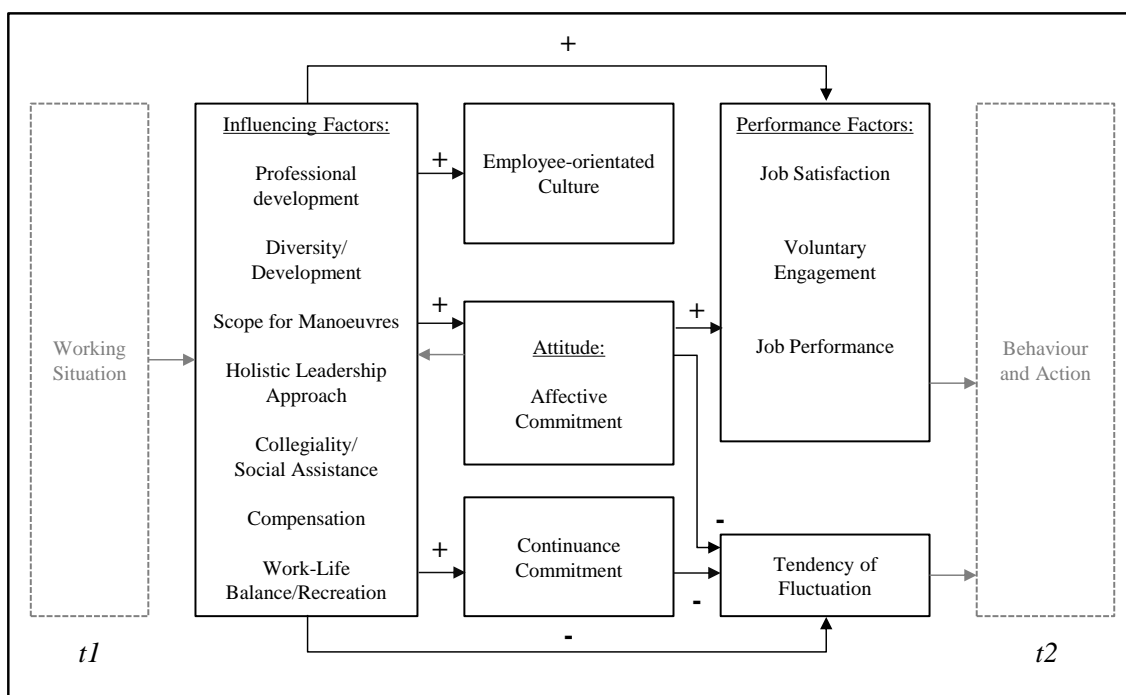 +
Influencing Factors:
Professional
development
Diversity/
Development
Scope for Manoeuvres
Holistic Leadership
Approach
Collegiality/
Social Assistance
Compensation
Work-Life
Balance/Recreation
Working
Situation
t1
+
Employee-orientated
Culture
+
Attitude:
Affective
Commitment
+
Continuance
Commitment
+
-
-
-
Performance Factors:
Job Satisfaction
Voluntary
Engagement
Job Performance
Tendency of
Fluctuation
Behaviour
and Action
t2